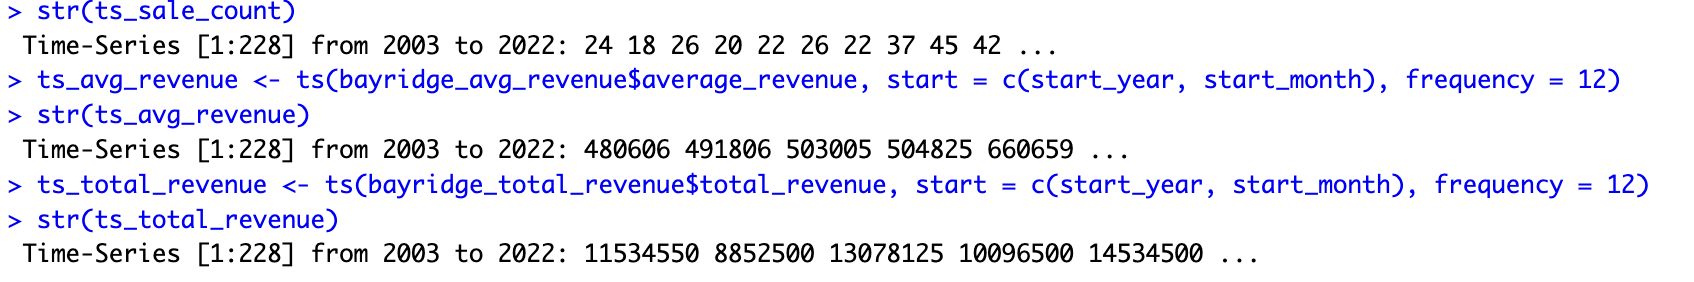 > str(ts_sale_count)
 Time-Series [1:228] from 2003 to 2022: 24 18 26 20 22 26 22 37 45 42 ...
> ts_avg_revenue <- ts(bayridge_avg_revenue$average_revenue, start = c(start_year, start_month), frequency = 12)
> str(ts_avg_revenue)
 Time-Series [1:228] from 2003 to 2022: 480606 491806 503005 504825 660659 ...
> ts_total_revenue <- ts(bayridge_total_revenue$total_revenue, start = c(start_year, start_month), frequency = 12)
> str(ts_total_revenue)
 Time-Series [1:228] from 2003 to 2022: 11534550 8852500 13078125 10096500 14534500 ...